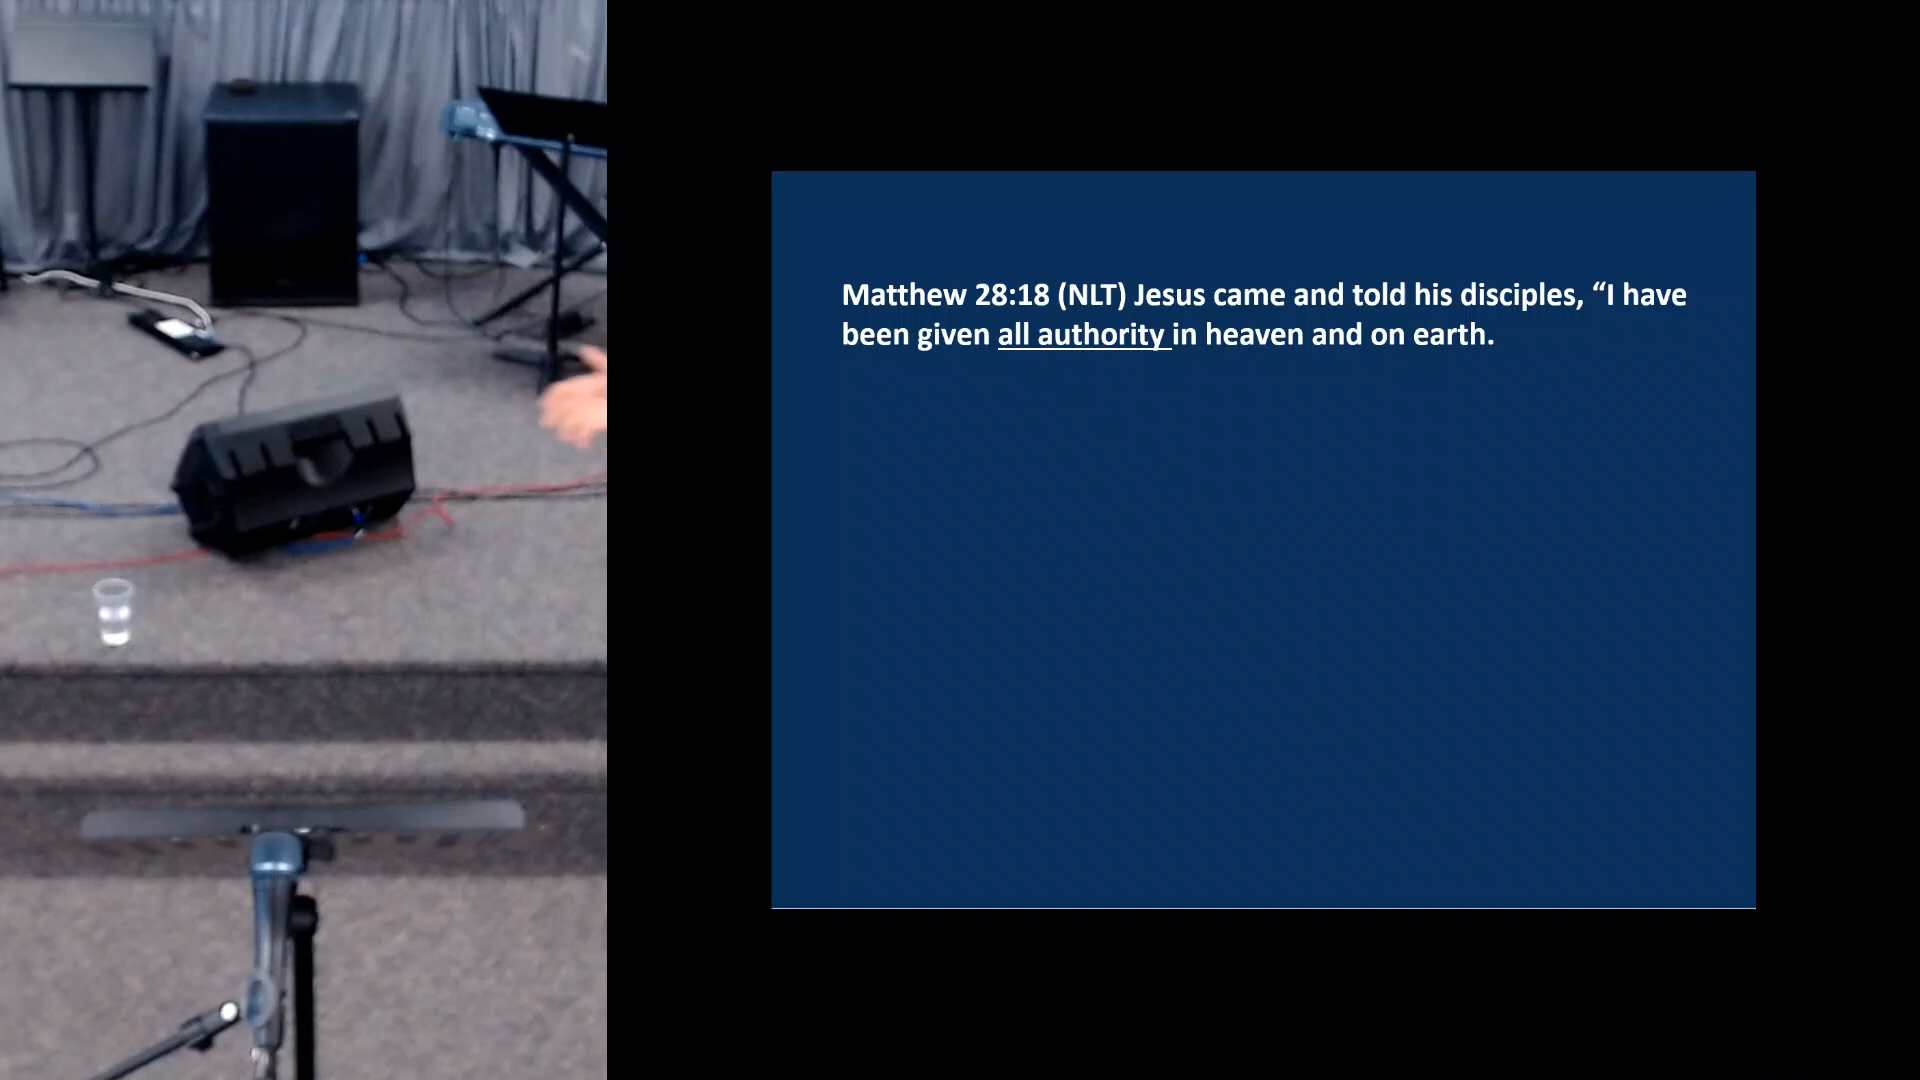 Matthew 28:18 (NLT) Jesus came and told his disciples, “I have
been given all authority in heaven and on earth.